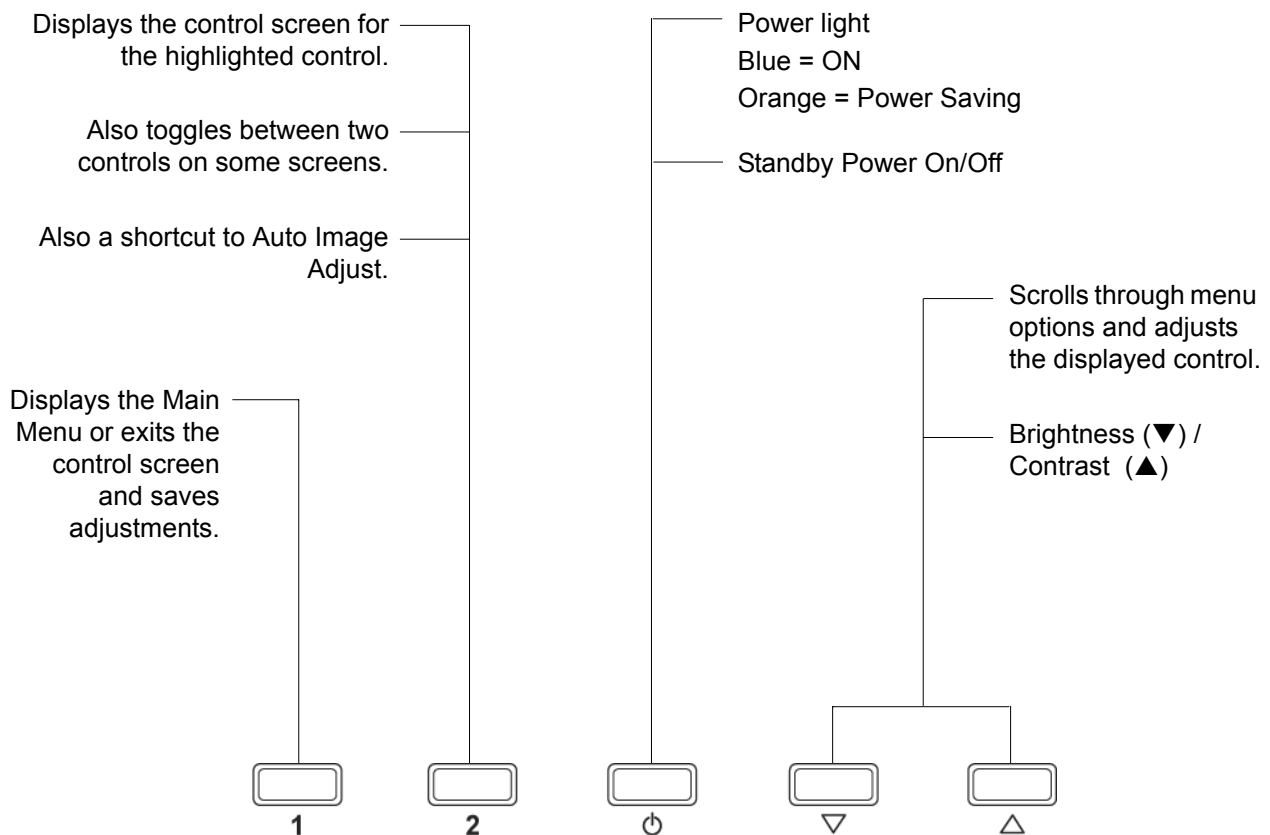 Displays the control screen for
the highlighted control.
Also toggles between two
controls on some screens.
Also a shortcut to Auto Image
Adjust.
Displays the Main
Menu or exits the
control screen
and saves
adjustments.
Power light
Blue = ON
Orange = Power Saving
Standby Power On/Off
Scrolls through menu
options and adjusts
the displayed control.
Brightness (▼) /
Contrast (▲)
1
2